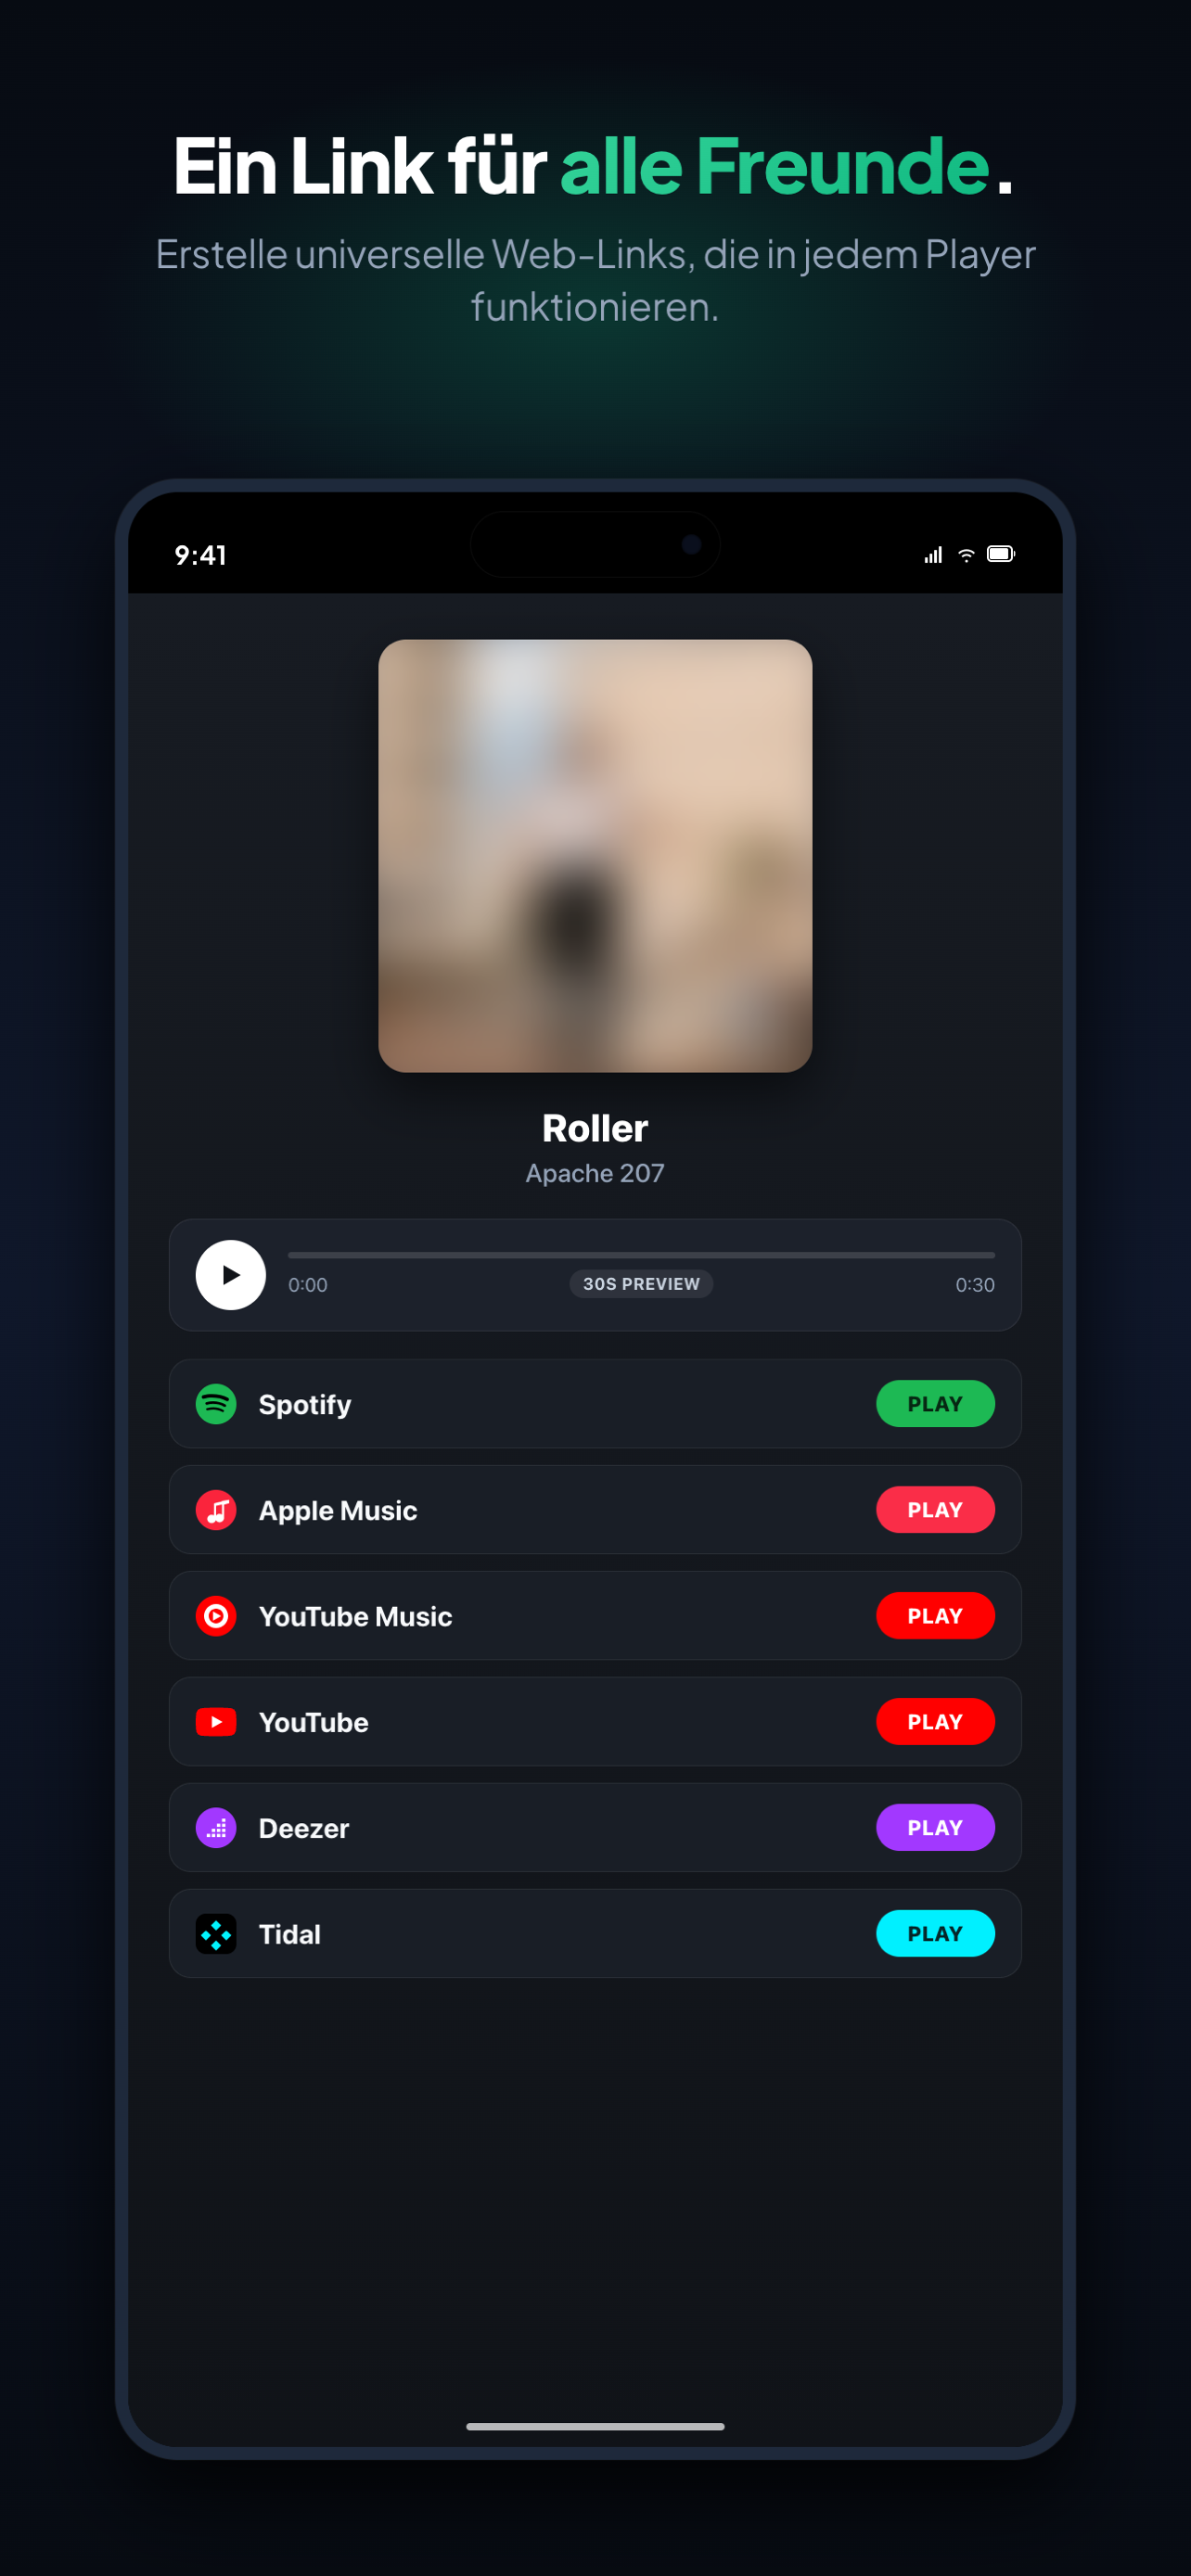 Ein Link für alle Freunde.
Erstelle universelle Web-Links, die in jedem Player
funktionieren.
9:41
Roller
Apache 207
0:00 30S PREVIEW 0:30
Spotify PLAY
Apple Music PLAY
YouTube Music PLAY
YouTube PLAY
Deezer PLAY
Tidal PLAY